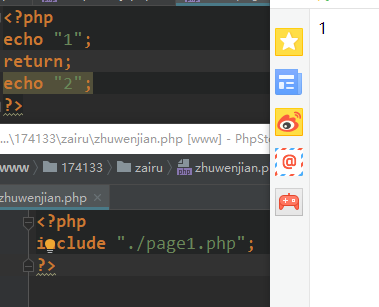 <?php
echo "1";
return;
echo "2";
?>
1
...\174133\zairu\zhuwenjian.php [www] - PhpSt
www 174133 zairu zhuwenjian.p
zhuwenjian.php ×
<?php
include "./page1.php";
?>